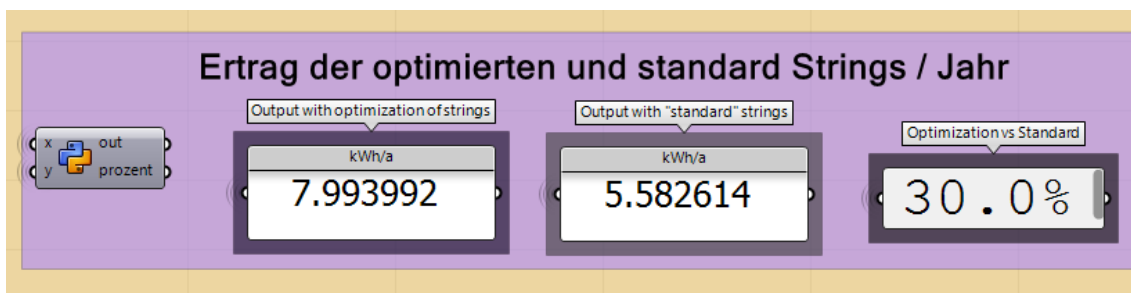 Ertrag der optimierten und standard Strings / Jahr
Output with optimization of strings
Output with "standard" strings
Optimization vs Standard
x
y
out
prozent
kWh/a
7.993992
kWh/a
5.582614
30.0%